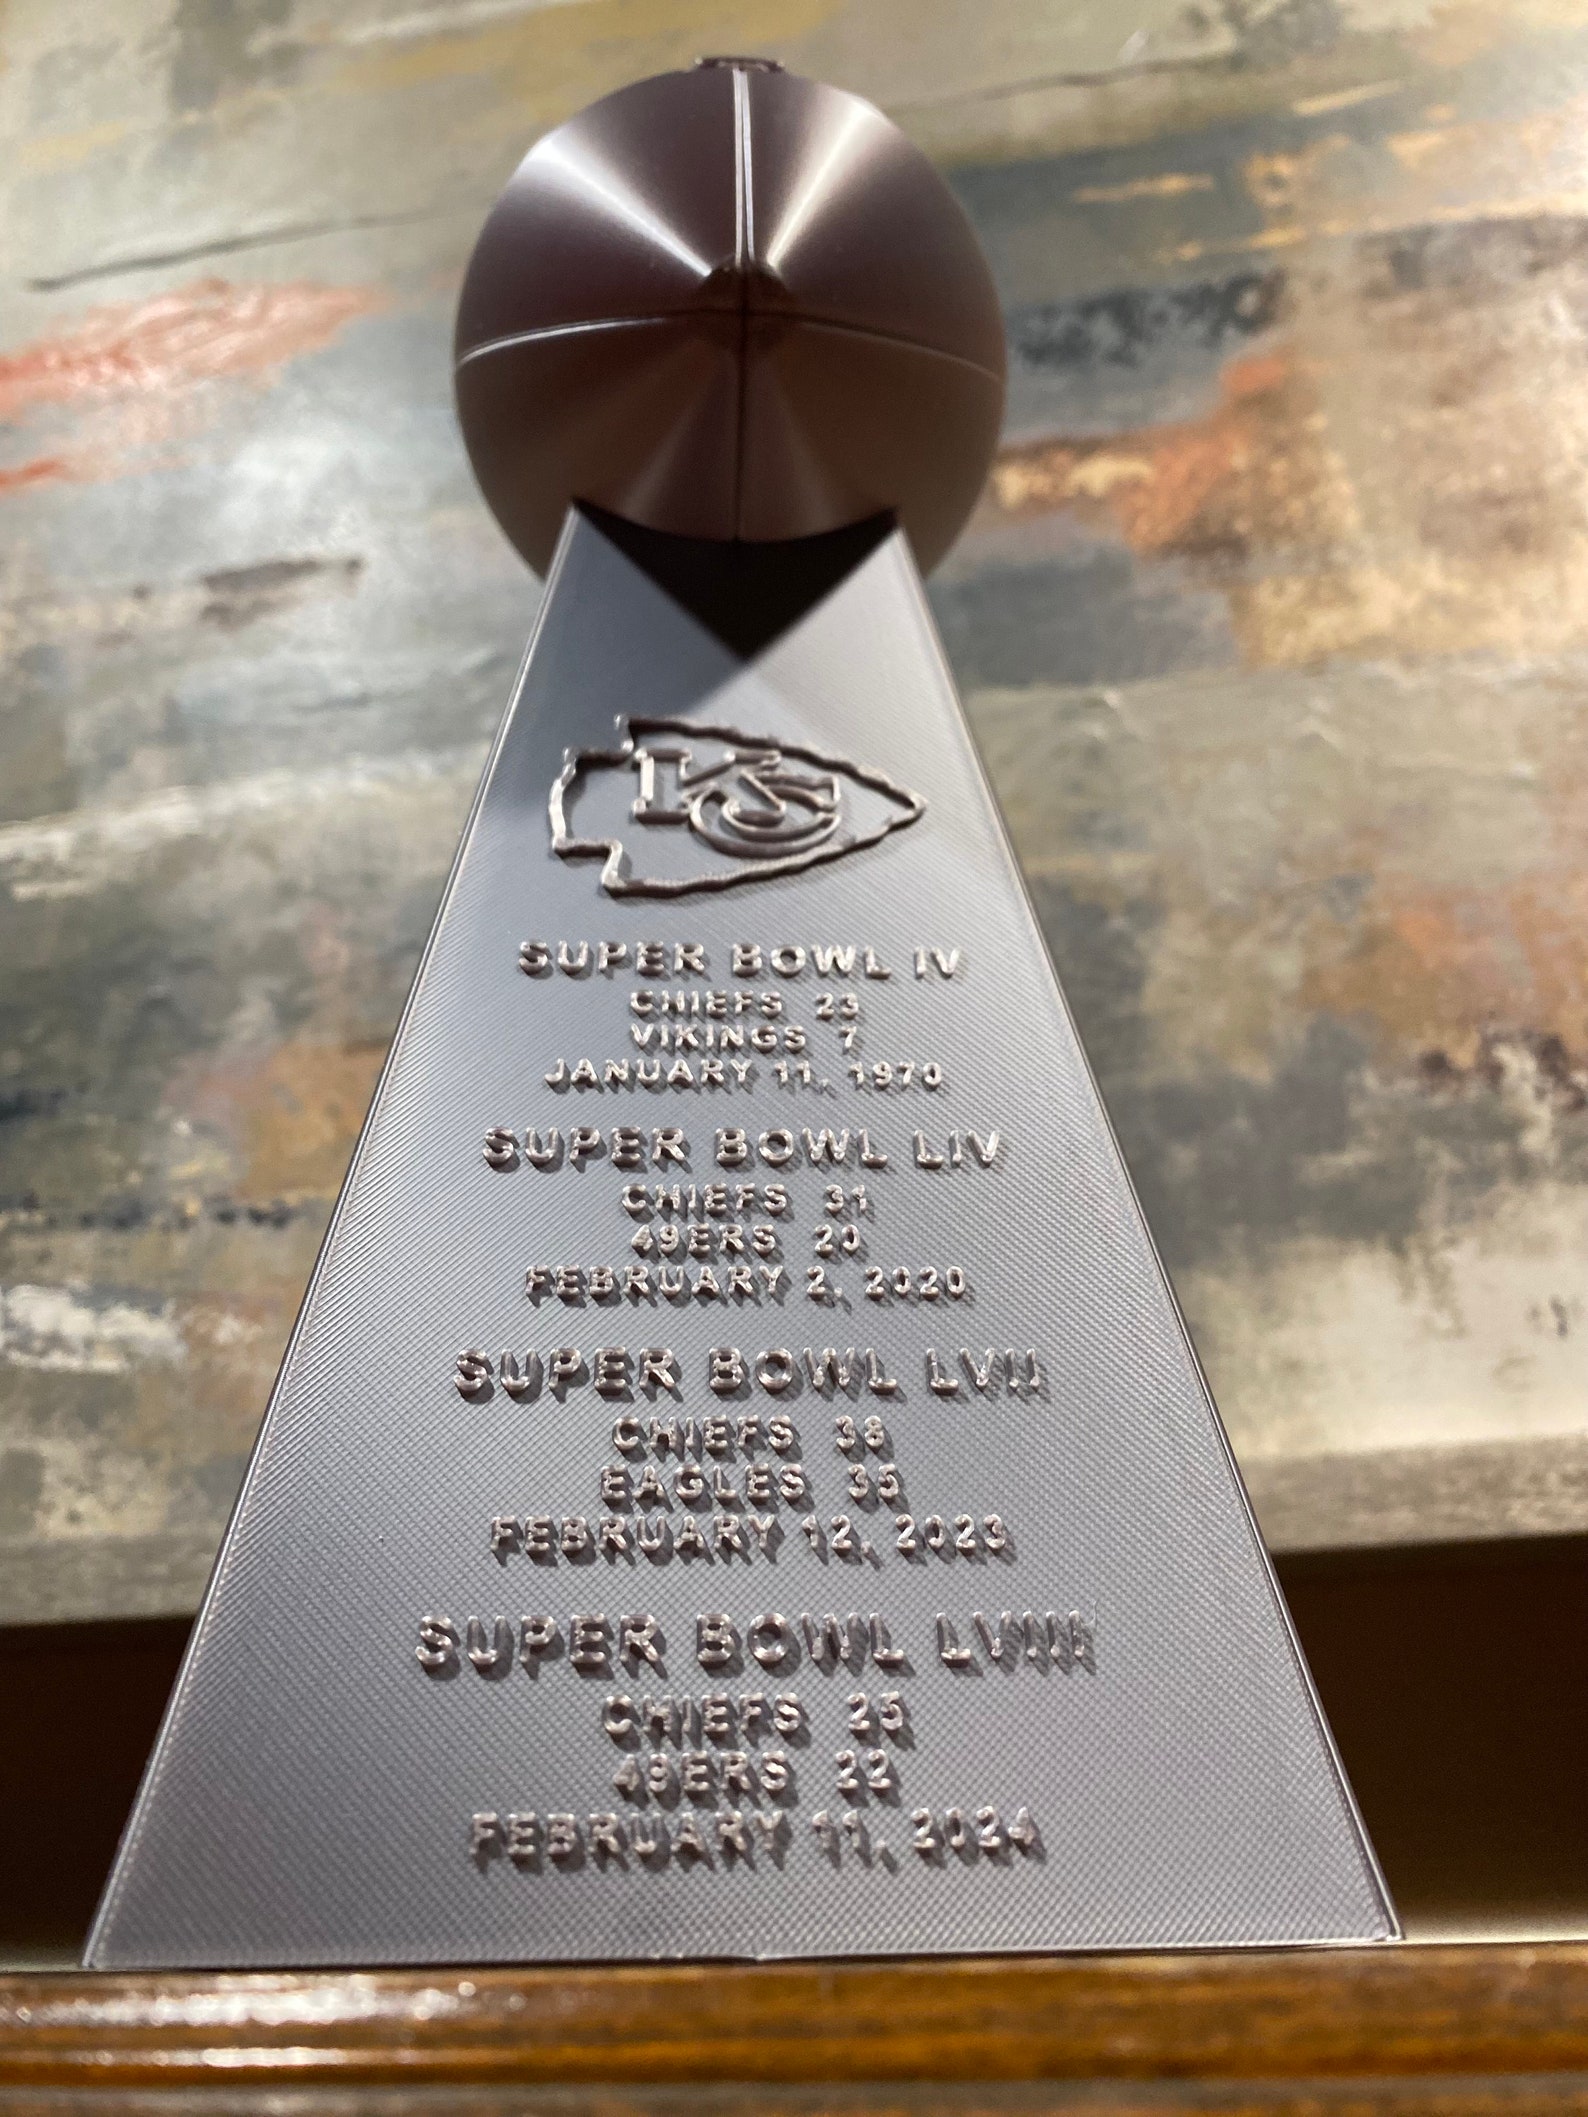 KC
SUPER BOWL IV
CHIEFS 23
VIKINGS 7
JANUARY 11, 1970
SUPER BOWL LIV
CHIEFS 31
49ERS 20
FEBRUARY 2, 2020
SUPER BOWL LVII
CHIEFS 38
EAGLES 35
FEBRUARY 12, 2023
SUPER BOWL LVIII
CHIEFS 25
49ERS 22
FEBRUARY 11, 2024